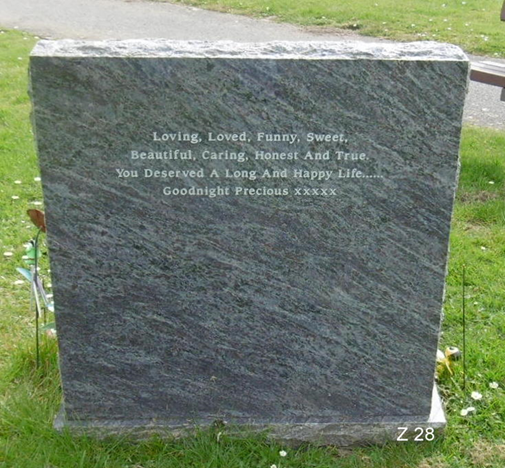 Loving, Loved, Funny, Sweet,
Beautiful, Caring, Honest And True.
You Deserved A Long And Happy Life......
Goodnight Precious xxxxx
Z 28